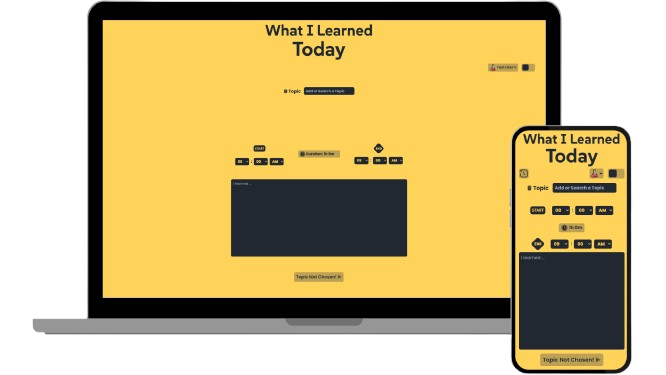 What I Learned
Today
Topic Add or Search a Topic
START END
00 : 00 AM Duration: 1h 0m 00 : 00 AM
I learned ...
Topic Not Chosen!
What I Learned
Today
Topic Add or Search a Topic
START 00 : 00 AM
1h 0m
END 00 : 00 AM
I learned ...
Topic Not Chosen!